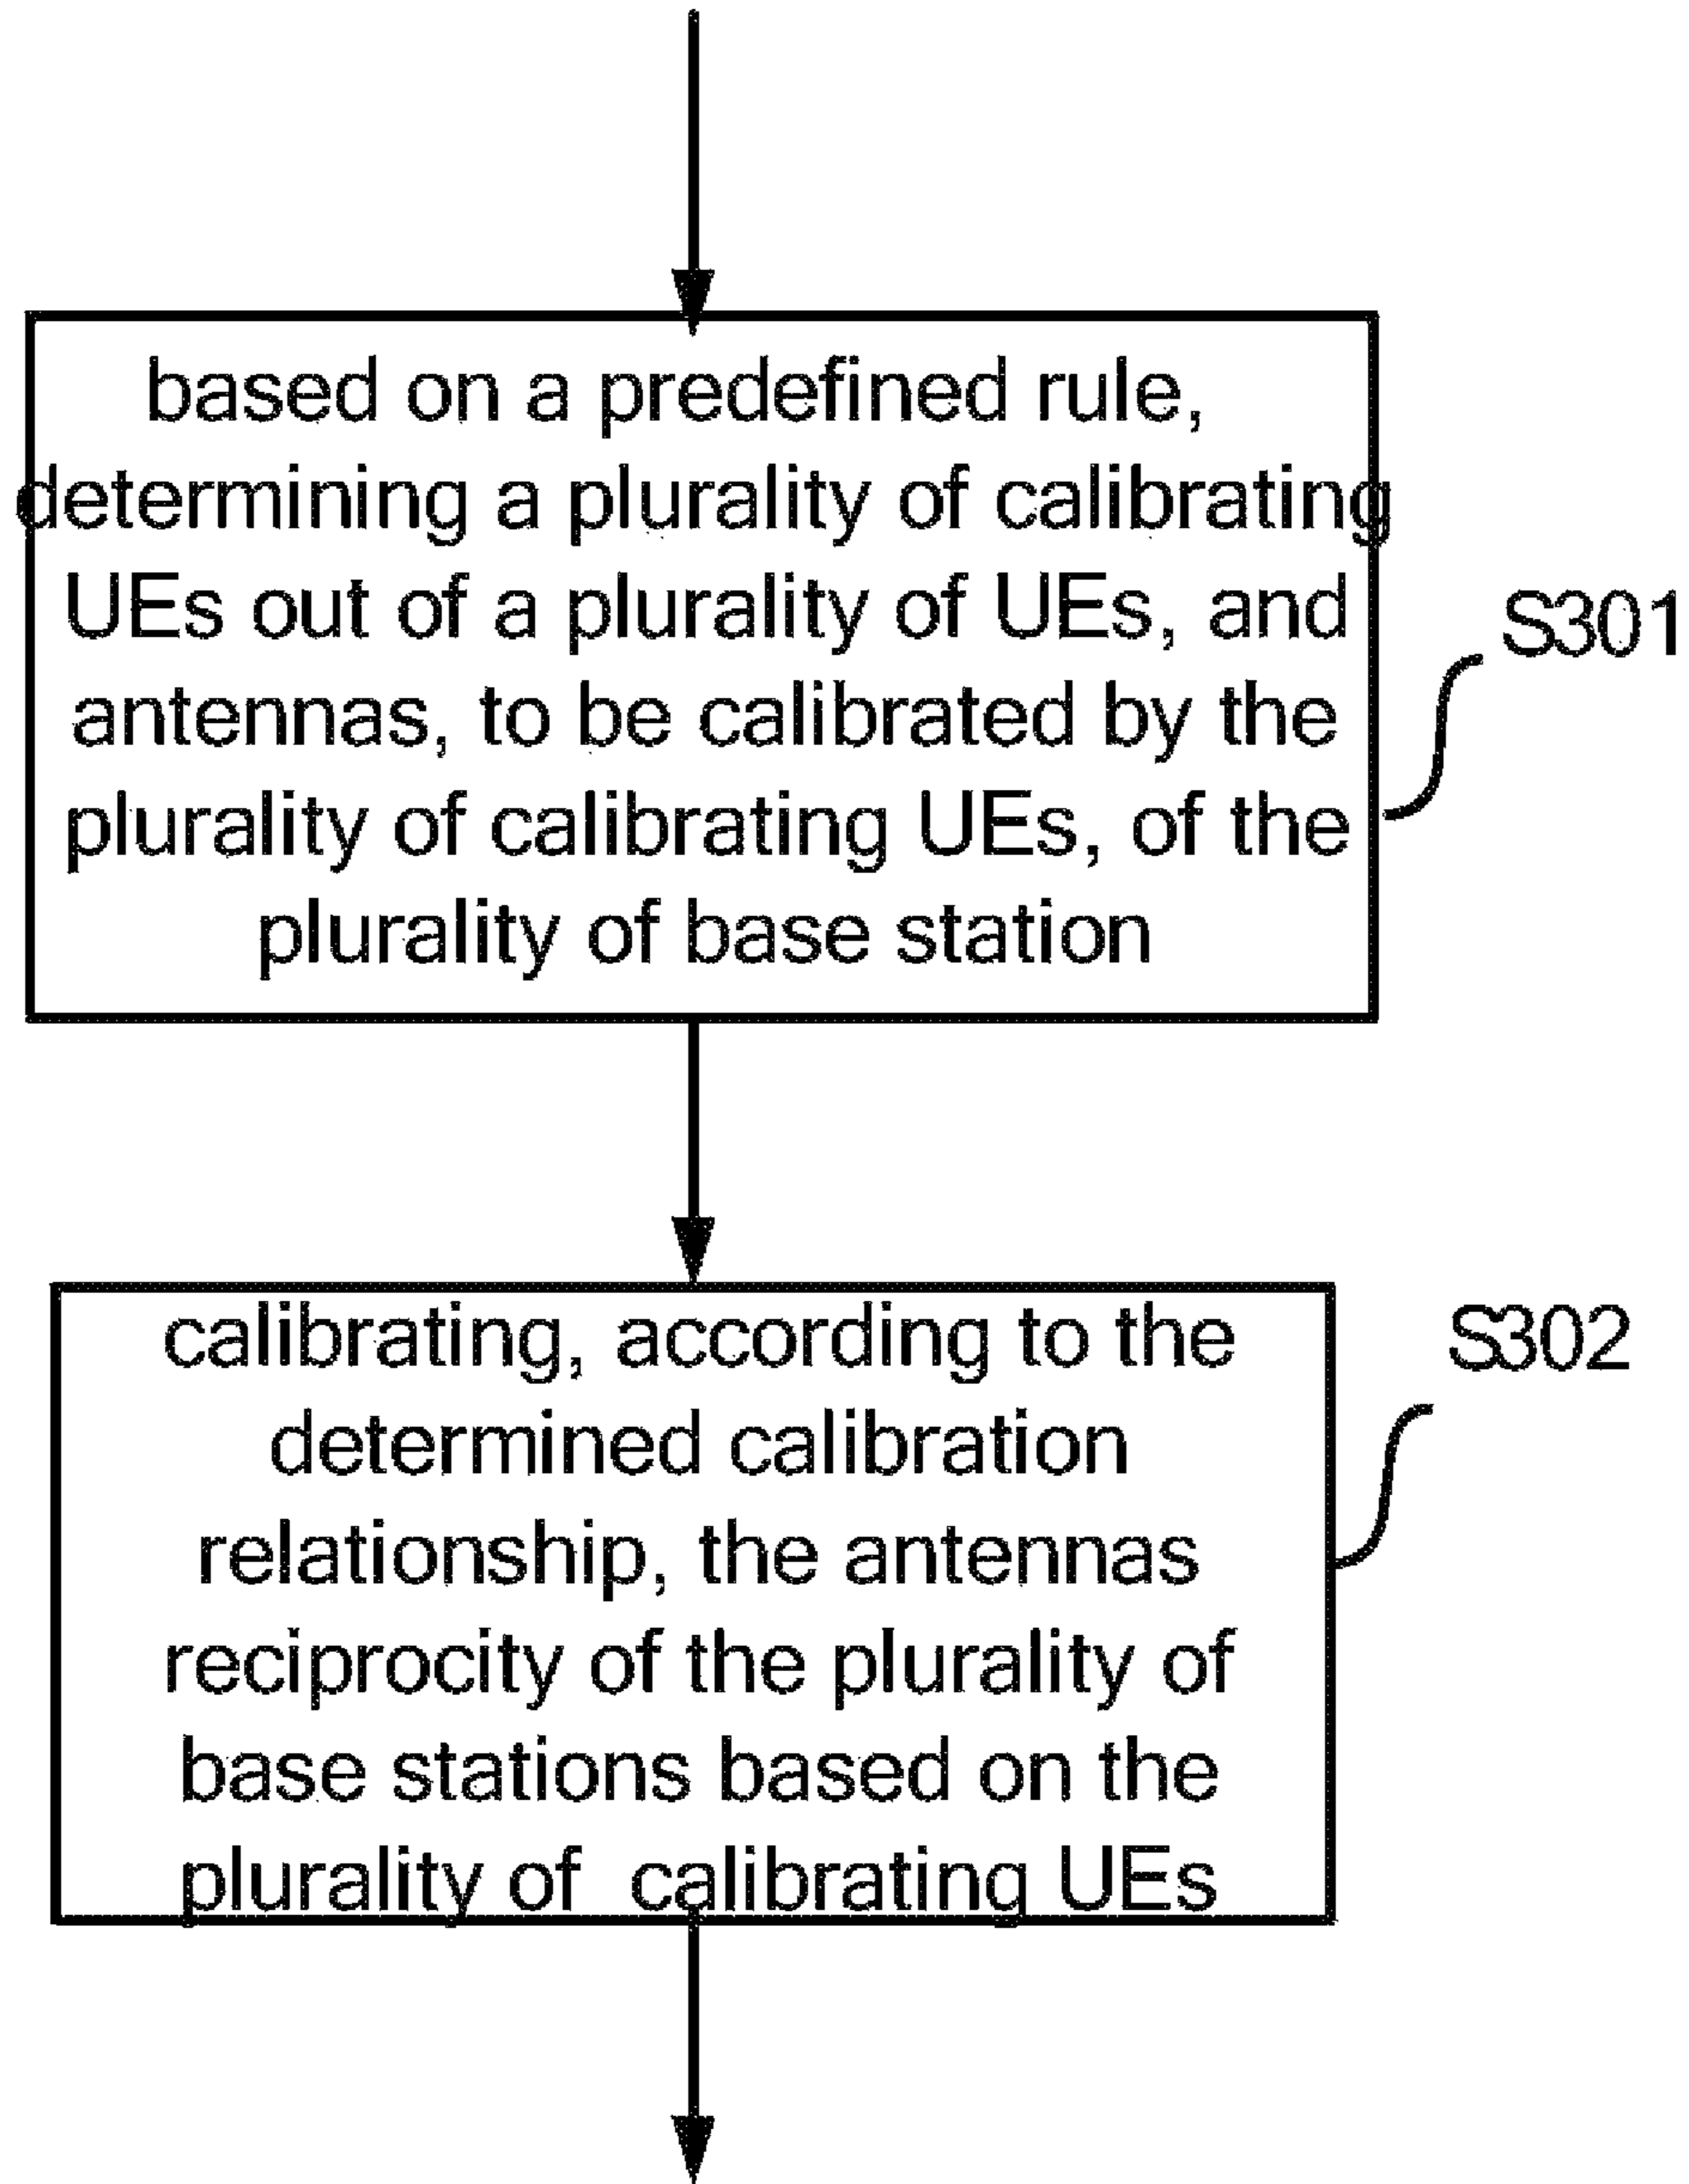 based on a predefined rule,
determining a plurality of calibrating
UEs out of a plurality of UEs, and
antennas, to be calibrated by the
plurality of calibrating UEs, of the
plurality of base station
S301
calibrating, according to the
determined calibration
relationship, the antennas
reciprocity of the plurality of
base stations based on the
plurality of calibrating UEs
S302